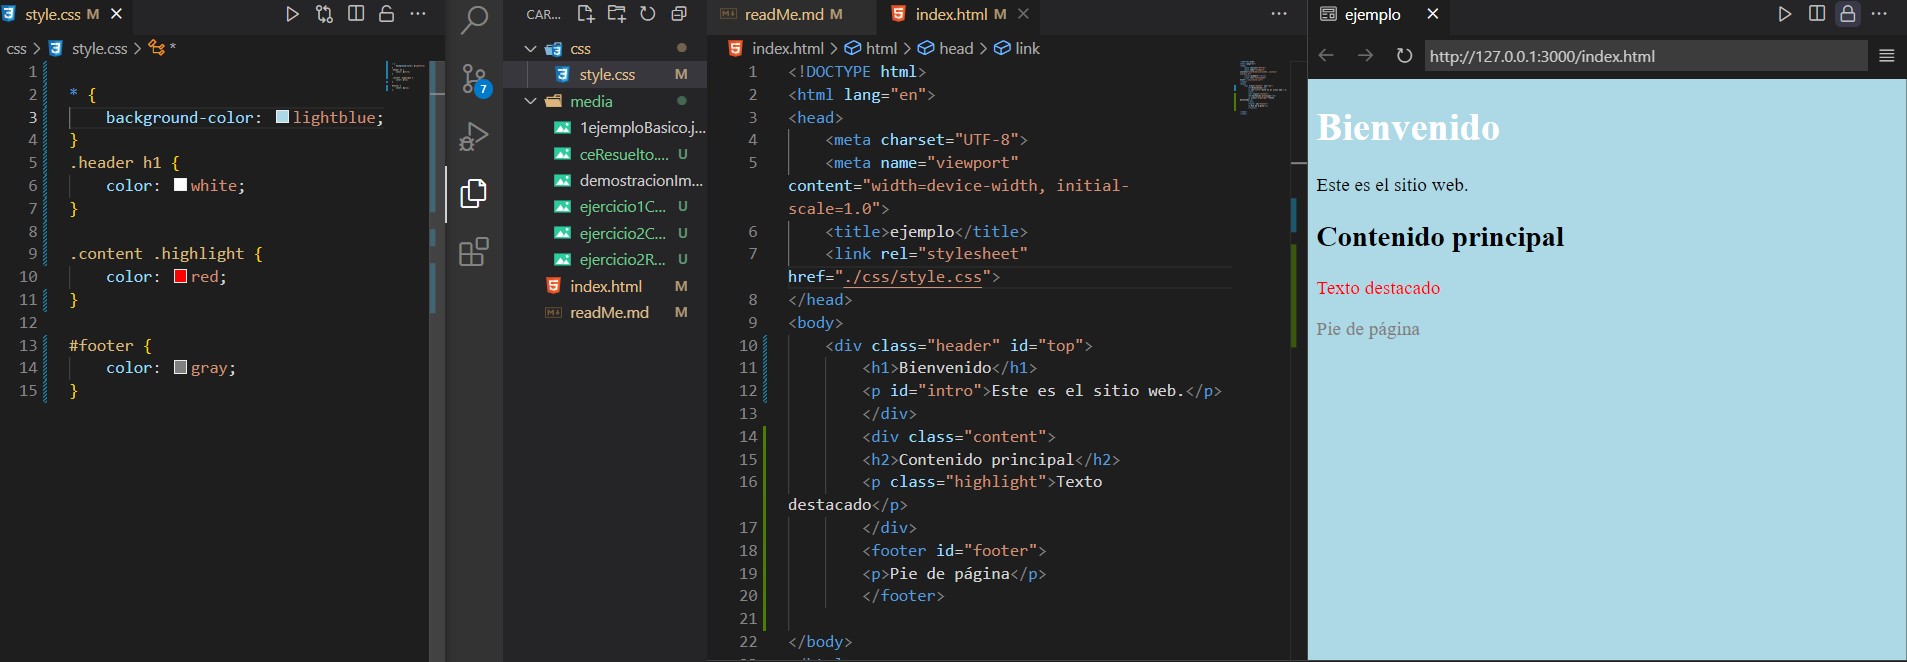 style.css M
css > style.css > *
1
2 * {
3 background-color: lightblue;
4 }
5 .header h1 {
6 color: white;
7 }
8
9 .content .highlight {
10 color: red;
11 }
12
13 #footer {
14 color: gray;
15 }
7
CAR...
css
style.css M
media
1ejemploBasico.j...
ceResuelto.... U
demostracionIm...
ejercicio1C... U
ejercicio2C... U
ejercicio2R... U
index.html M
readMe.md M
readMe.md M index.html M
index.html > html > head > link
1 <!DOCTYPE html>
2 <html lang="en">
3 <head>
4 <meta charset="UTF-8">
5 <meta name="viewport"
content="width=device-width, initial-
scale=1.0">
6 <title>ejemplo</title>
7 <link rel="stylesheet"
href="./css/style.css">
8 </head>
9 <body>
10 <div class="header" id="top">
11 <h1>Bienvenido</h1>
12 <p id="intro">Este es el sitio web.</p>
13 </div>
14 <div class="content">
15 <h2>Contenido principal</h2>
16 <p class="highlight">Texto
destacado</p>
17 </div>
18 <footer id="footer">
19 <p>Pie de página</p>
20 </footer>
21
22 </body>
ejemplo
http://127.0.0.1:3000/index.html
Bienvenido
Este es el sitio web.
Contenido principal
Texto destacado
Pie de página